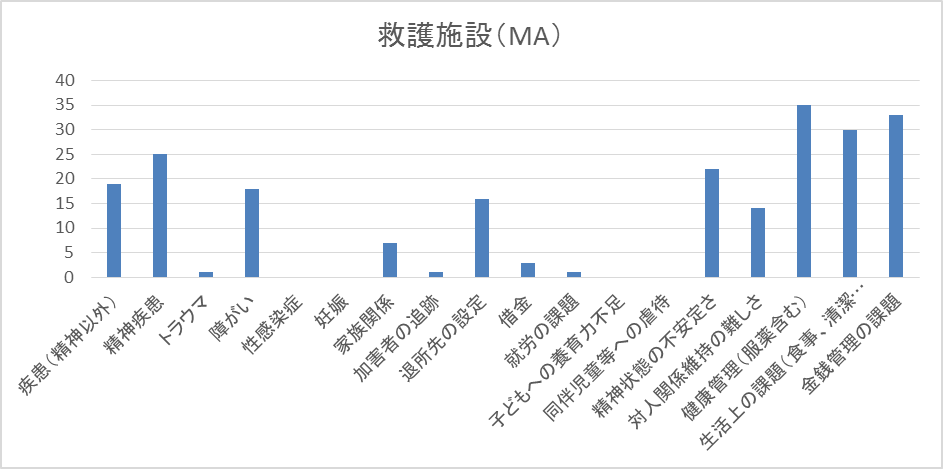 救護施設（MA）
40
35
30
25
20
15
10
5
0
疾患（精神以外）
精神疾患
トラウマ
障がい
性感染症
妊娠
家族関係
加害者の追跡
退所先の設定
借金
就労の課題
子どもへの養育力不足
同伴児童等への虐待
精神状態の不安定さ
対人関係維持の難しさ
健康管理（服薬含む）
生活上の課題（食事、清潔…
金銭管理の課題